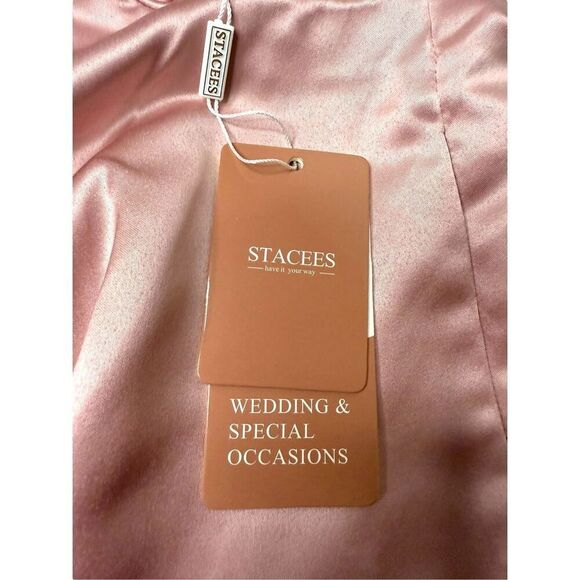 STACEES
STACEES
have it your way
WEDDING &
SPECIAL
OCCASIONS